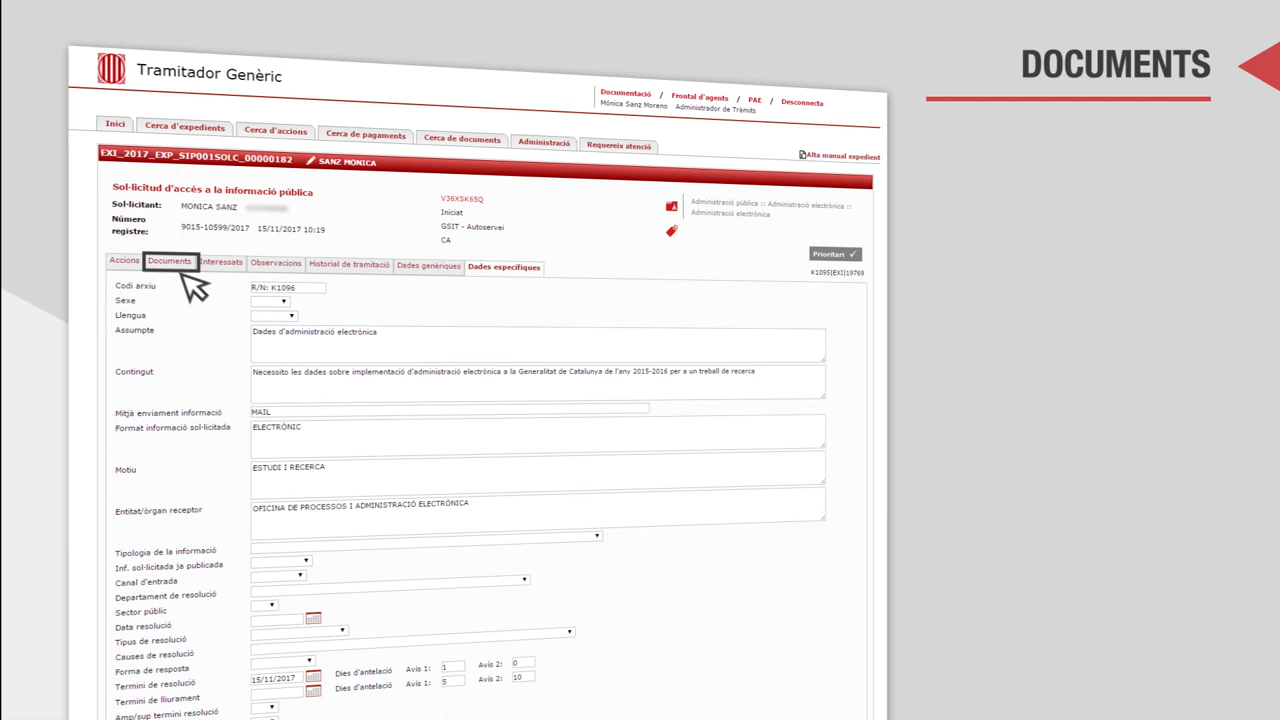 DOCUMENTS
Tramitador Genèric
Documentació / Frontal d'agents / PAE / Desconnecta
Mónica Sanz Moreno Administrador de Tràmits
Inici Cerca d'expedients Cerca d'accions Cerca de pagaments Cerca de documents Administració Requereix atenció
Alta manual expedient
EXI_2017_EXP_SIP001SOLC_00000182 SANZ MONICA
Sol·licitud d'accés a la informació pública
Sol·licitant: MONICA SANZ
Número registre: 9015-10599/2017 15/11/2017 10:19
V36XSK65Q
Iniciat
GSIT - Autoservei
CA
Administració pública :: Administració electrònica ::
Administració electrònica
Prioritari ✓
K1095|EXI|19769
Accions Documents Interessats Observacions Historial de tramitació Dades genèriques Dades específiques
Codi arxiu R/N: K1096
Sexe
Llengua
Assumpte Dades d'administració electrònica
Contingut Necessito les dades sobre implementació d'administració electrònica a la Generalitat de Catalunya de l'any 2015-2016 per a un treball de recerca
Mitjà enviament informació MAIL
Format informació sol·licitada ELECTRÒNIC
Motiu ESTUDI I RECERCA
Entitat/órgan receptor OFICINA DE PROCESSOS I ADMINISTRACIÓ ELECTRÒNICA
Tipologia de la informació
Inf. sol·licitada ja publicada
Canal d'entrada
Departament de resolució
Sector públic
Data resolució
Tipus de resolució
Causes de resolució
Forma de resposta
Termini de resolució 15/11/2017 Dies d'antelació Avís 1: 1 Avís 2: 0
Termini de lliurament Dies d'antelació Avís 1: 5 Avís 2: 10
Amp/sup termini resolució